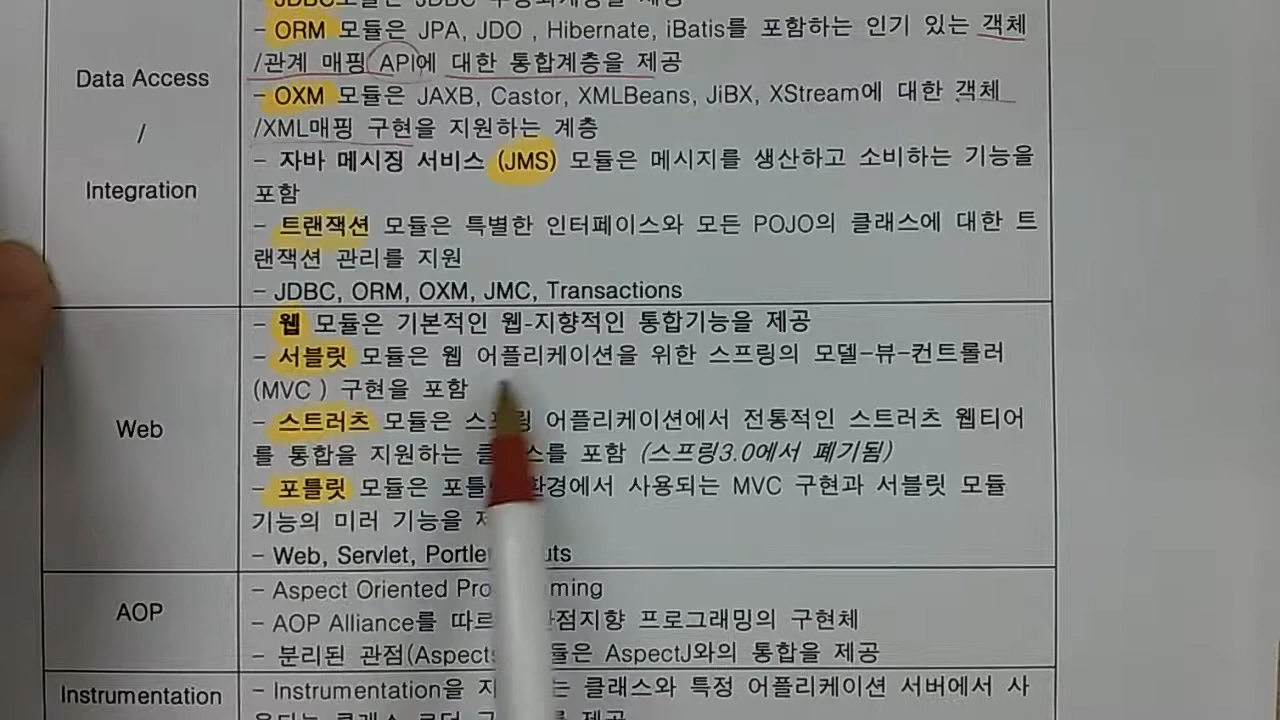 JDBC
- ORM 모듈은 JPA, JDO , Hibernate, iBatis를 포함하는 인기 있는 객체
/관계 매핑 API에 대한 통합계층을 제공
Data Access
/
Integration
- OXM 모듈은 JAXB, Castor, XMLBeans, JiBX, XStream에 대한 객체
/XML매핑 구현을 지원하는 계층
- 자바 메시징 서비스 (JMS) 모듈은 메시지를 생산하고 소비하는 기능을
포함
- 트랜잭션 모듈은 특별한 인터페이스와 모든 POJO의 클래스에 대한 트
랜잭션 관리를 지원
- JDBC, ORM, OXM, JMC, Transactions
Web
- 웹 모듈은 기본적인 웹-지향적인 통합기능을 제공
- 서블릿 모듈은 웹 어플리케이션을 위한 스프링의 모델-뷰-컨트롤러
(MVC ) 구현을 포함
- 스트러츠 모듈은 어플리케이션에서 전통적인 스트러츠 웹티어
를 통합을 지원하는 포함 (스프링3.0에서 폐기됨)
- 포틀릿 모듈은 사용되는 MVC 구현과 서블릿 모듈
기능의 미러 기능을
- Web, Servlet,
AOP
- Aspect Oriented
- AOP Alliance를 프로그래밍의 구현체
- 분리된 AspectJ와의 통합을 제공
Instrumentation
- Instrumentation을 클래스와 특정 어플리케이션 서버에서 사